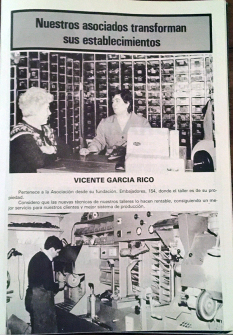 Nuestros asociados transforman
sus establecimientos
VICENTE GARCIA RICO
Pertenece a la Asociación desde su fundación, Embajadores, 154, donde el taller es de su pro-
piedad.
Considera que las nuevas técnicas de nuestros talleres lo hacen rentable, consiguiendo un me-
jor servicio para nuestros clientes y mejor sistema de producción.